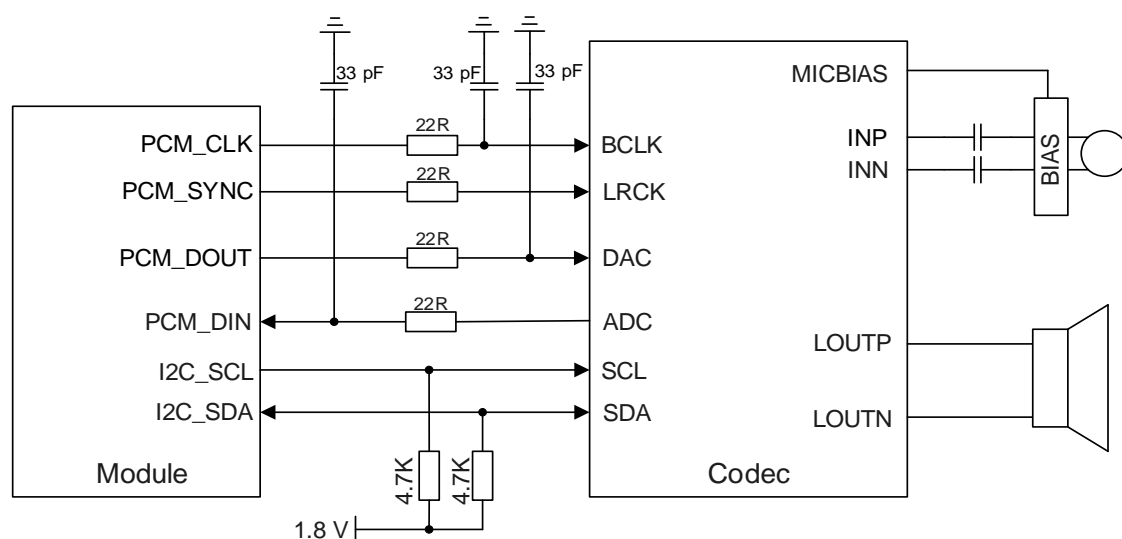 33 pF
33 pF
33 pF
MICBIAS
PCM_CLK
22R
BCLK
INP
PCM_SYNC
22R
LRCK
INN
BIAS
PCM_DOUT
22R
DAC
PCM_DIN
22R
ADC
LOUTP
I2C_SCL
SCL
I2C_SDA
SDA
LOUTN
Module
4.7K
4.7K
Codec
1.8 V